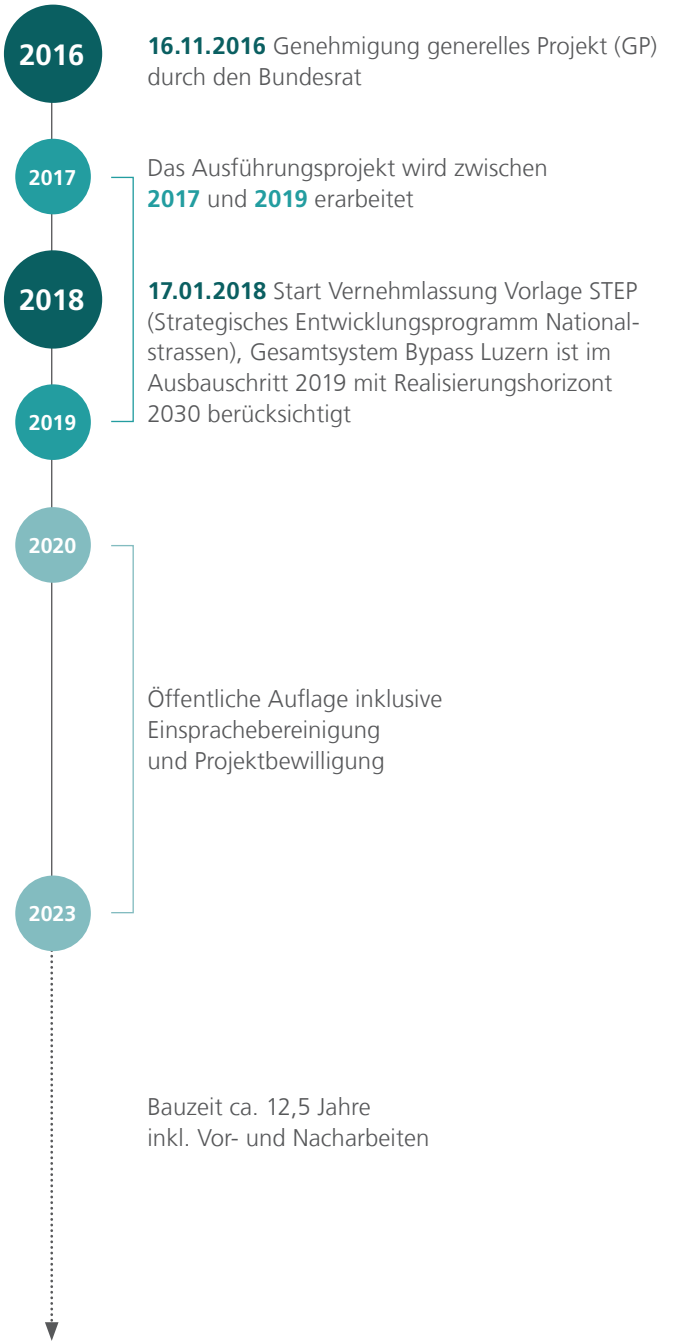 2016
16.11.2016 Genehmigung generelles Projekt (GP)
durch den Bundesrat
2017
Das Ausführungsprojekt wird zwischen
2017 und 2019 erarbeitet
2018
17.01.2018 Start Vernehmlassung Vorlage STEP
(Strategisches Entwicklungsprogramm National-
strassen), Gesamtsystem Bypass Luzern ist im
Ausbauschritt 2019 mit Realisierungshorizont
2030 berücksichtigt
2019
2020
Öffentliche Auflage inklusive
Einsprachebereinigung
und Projektbewilligung
2023
Bauzeit ca. 12,5 Jahre
inkl. Vor- und Nacharbeiten